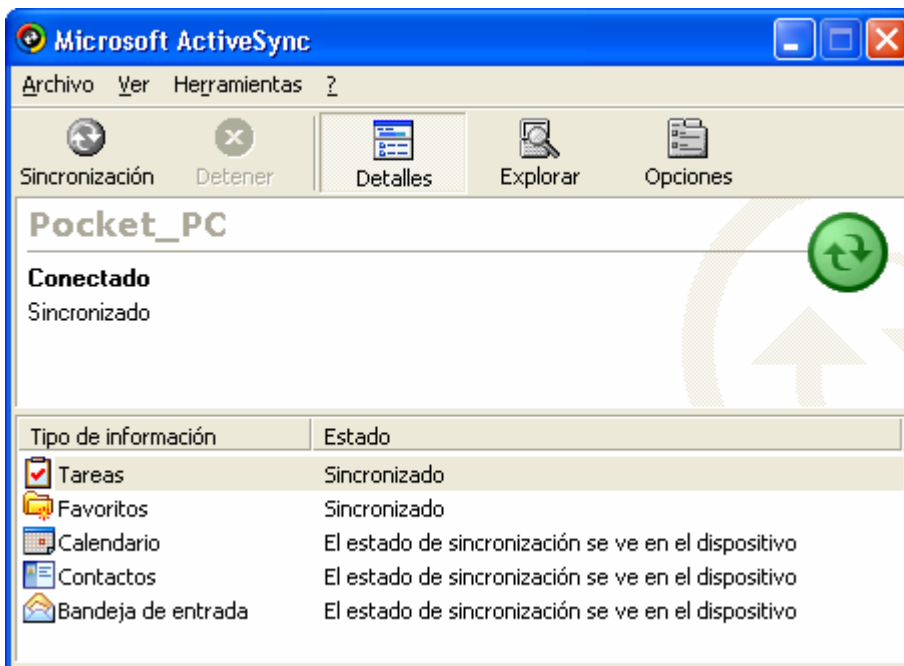 Microsoft ActiveSync
Archivo Ver Herramientas ?
Sincronización Detener Detalles Explorar Opciones
Pocket_PC
Conectado
Sincronizado
Tipo de información Estado
Tareas Sincronizado
Favoritos Sincronizado
Calendario El estado de sincronización se ve en el dispositivo
Contactos El estado de sincronización se ve en el dispositivo
Bandeja de entrada El estado de sincronización se ve en el dispositivo